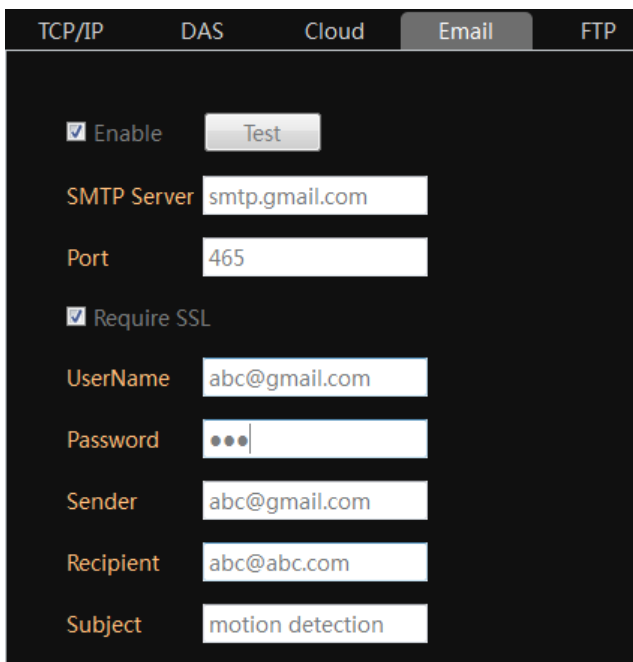 TCP/IP DAS Cloud Email FTP
Enable Test
SMTP Server smtp.gmail.com
Port 465
Require SSL
UserName abc@gmail.com
Password ●●●
Sender abc@gmail.com
Recipient abc@abc.com
Subject motion detection